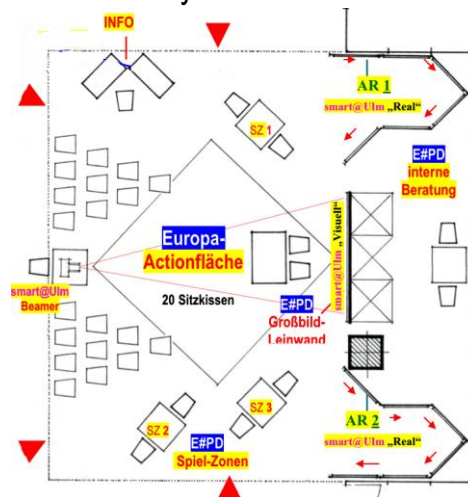 INFO
AR 1
smart@Ulm „Real“
SZ 1
E#PD
interne
Beratung
Europa-
Actionfläche
smart@Ulm „Visuell“
smart@Ulm
Beamer
20 Sitzkissen
E#PD
Großbild-
Leinwand
SZ 2
SZ 3
AR 2
smart@Ulm „Real“
E#PD
Spiel-Zonen